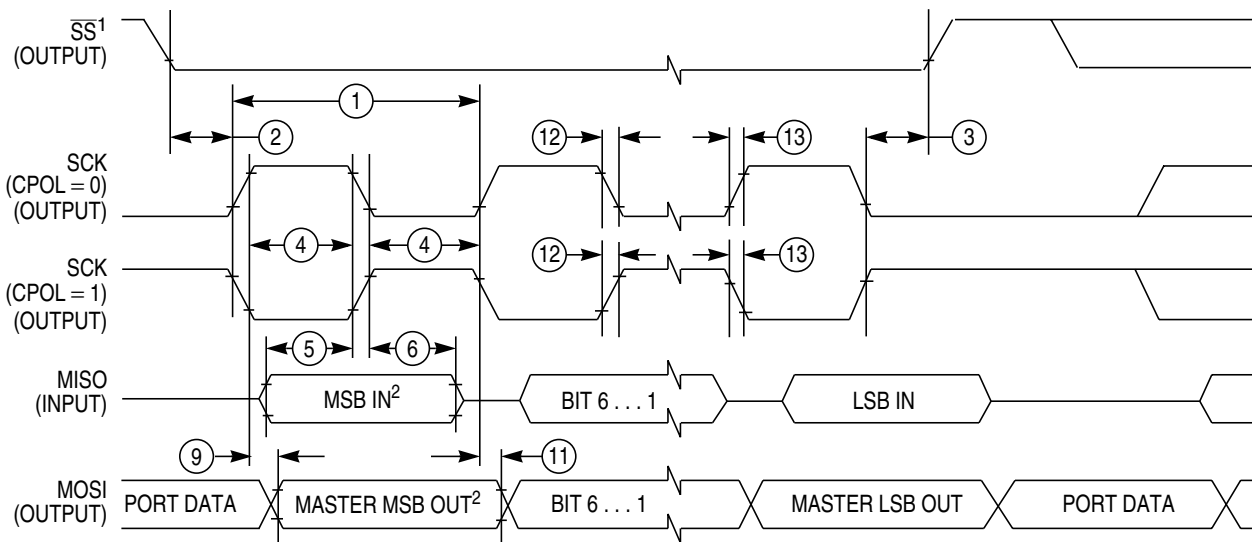 SS¹
(OUTPUT)
1
2
12
13
3
SCK
(CPOL = 0)
(OUTPUT)
4
4
12
13
SCK
(CPOL = 1)
(OUTPUT)
5
6
MISO
(INPUT)
MSB IN²
BIT 6 . . . 1
LSB IN
9
11
MOSI
(OUTPUT)
PORT DATA
MASTER MSB OUT²
BIT 6 . . . 1
MASTER LSB OUT
PORT DATA